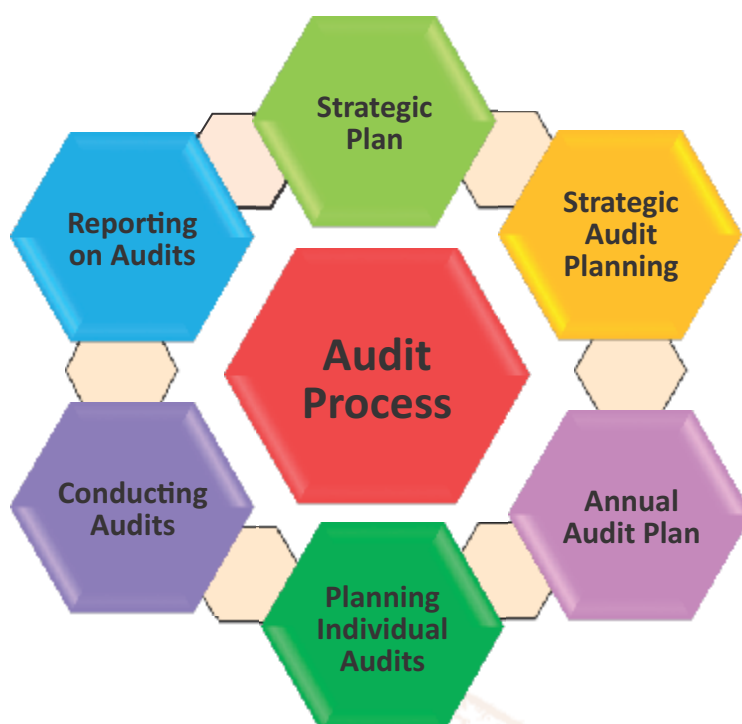 Strategic
Plan
Strategic
Audit
Planning
Annual
Audit Plan
Planning
Individual
Audits
Conducting
Audits
Reporting
on Audits
Audit
Process